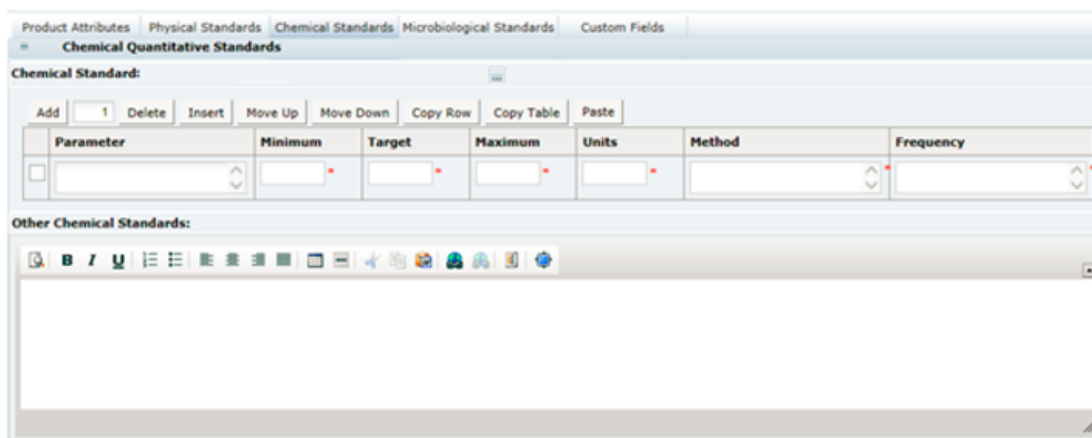 Product Attributes Physical Standards Chemical Standards Microbiological Standards Custom Fields
Chemical Quantitative Standards
Chemical Standard: ...
Add 1 Delete Insert Move Up Move Down Copy Row Copy Table Paste
Parameter Minimum Target Maximum Units Method Frequency
* * * * * *
Other Chemical Standards:
B I U